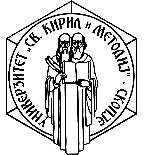 УНИВЕРЗИТЕТ „СВ. КИРИЛ и МЕТОДИЈ“ · СКОПЈЕ